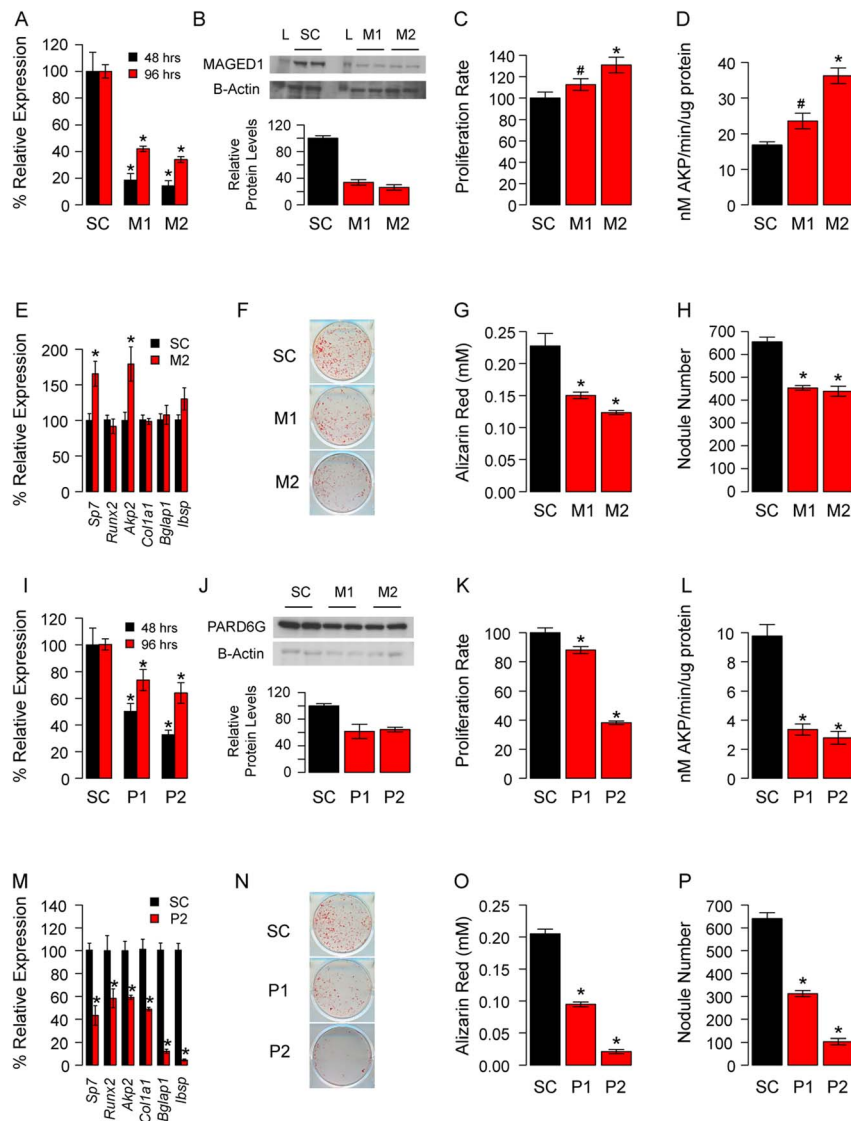 A
% Relative Expression
120
100
80
60
40
20
0
48 hrs
96 hrs
*
*
*
*
SC M1 M2
B
L SC L M1 M2
MAGED1
B-Actin
Relative
Protein Levels
120
80
40
0
SC M1 M2
C
Proliferation Rate
140
120
100
80
60
40
20
0
#
*
SC M1 M2
D
nM AKP/min/ug protein
40
30
20
10
0
#
*
SC M1 M2
E
% Relative Expression
200
150
100
50
0
SC
M2
*
*
Sp7
Runx2
Akp2
Col1a1
Bglap1
Ibsp
F
SC
M1
M2
G
Alizarin Red (mM)
0.25
0.20
0.15
0.10
0.05
0.00
*
*
SC M1 M2
H
Nodule Number
700
600
500
400
300
200
100
0
*
*
SC M1 M2
I
% Relative Expression
120
100
80
60
40
20
0
48 hrs
96 hrs
*
*
*
*
SC P1 P2
J
SC M1 M2
PARD6G
B-Actin
Relative
Protein Levels
120
80
40
0
SC P1 P2
K
Proliferation Rate
100
80
60
40
20
0
*
*
SC P1 P2
L
nM AKP/min/ug protein
10
8
6
4
2
0
*
*
SC P1 P2
M
% Relative Expression
140
120
100
80
60
40
20
0
SC
P2
*
*
*
*
*
*
Sp7
Runx2
Akp2
Col1a1
Bglap1
Ibsp
N
SC
P1
P2
O
Alizarin Red (mM)
0.25
0.20
0.15
0.10
0.05
0.00
*
*
SC P1 P2
P
Nodule Number
700
600
500
400
300
200
100
0
*
*
SC P1 P2